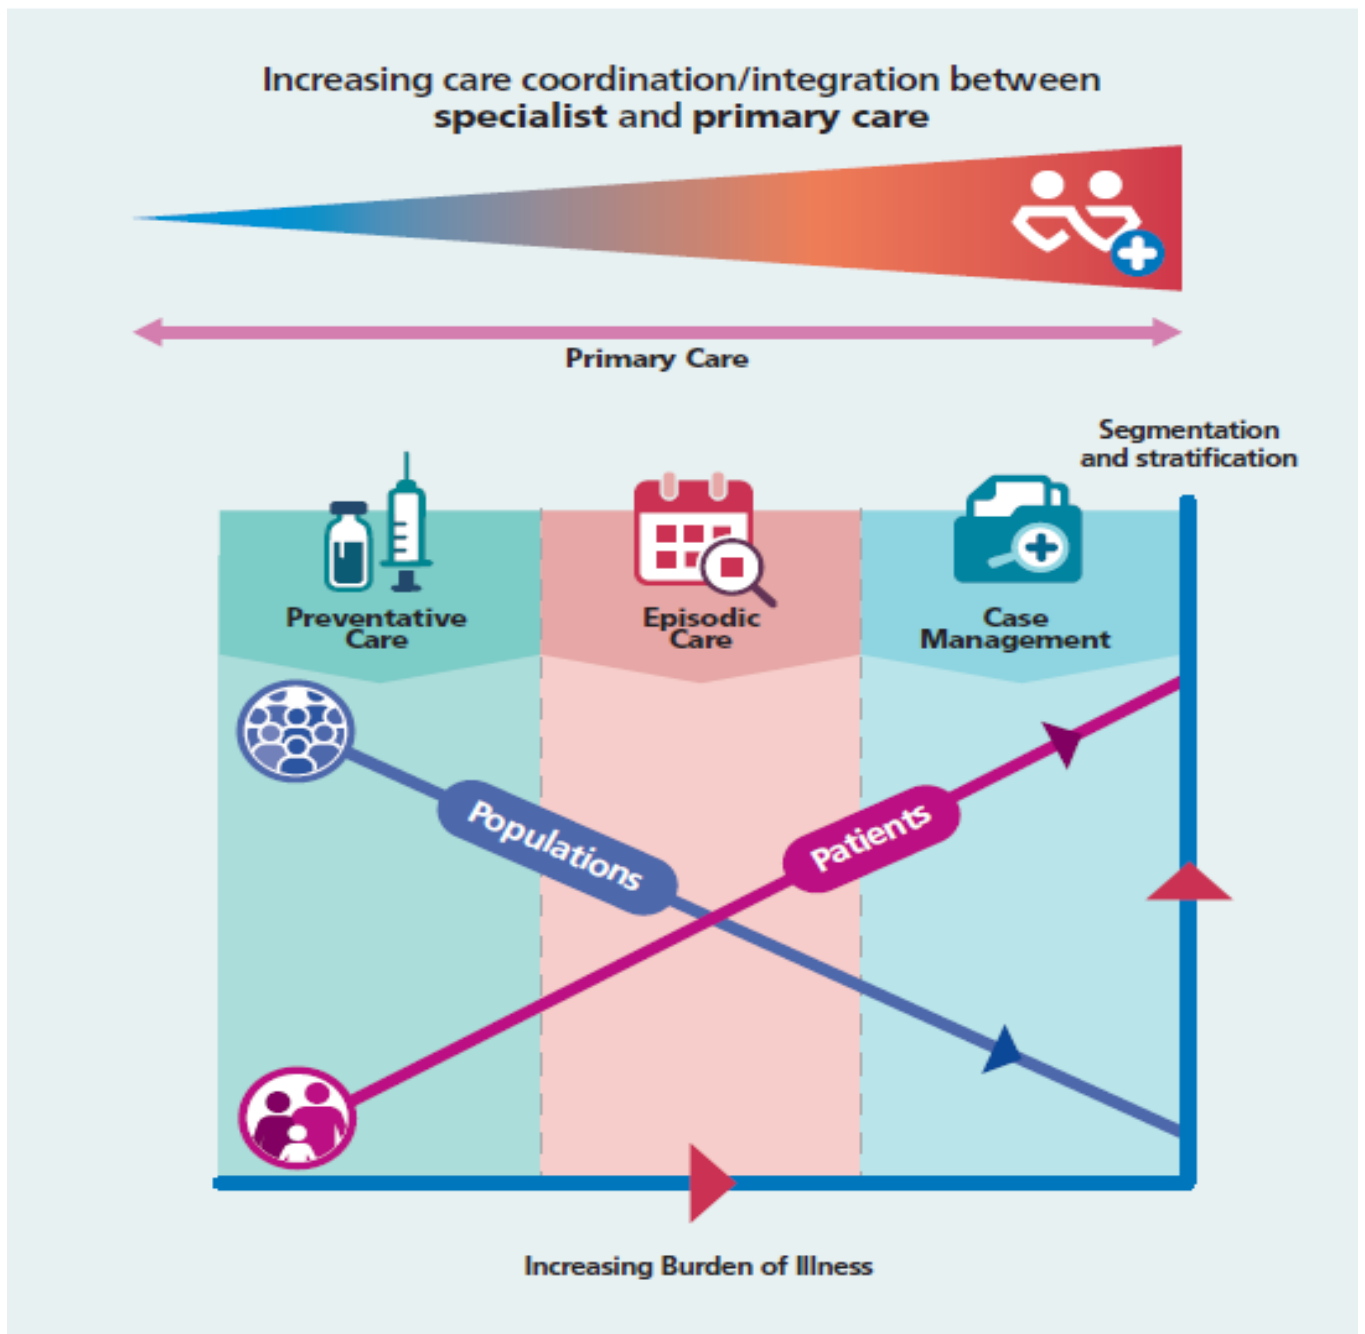 Increasing care coordination/integration between
specialist and primary care
Primary Care
Segmentation
and stratification
Preventative
Care
Episodic
Care
Case
Management
Populations
Patients
Increasing Burden of Illness